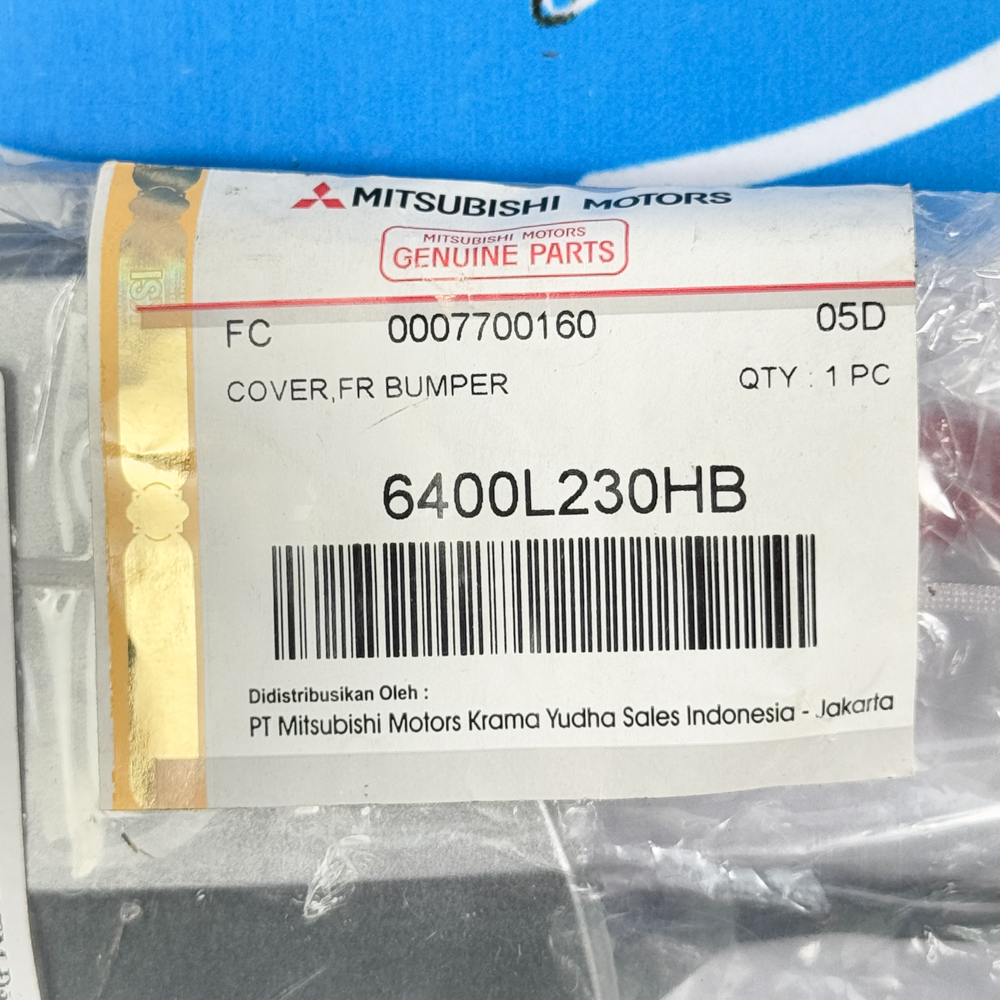 MITSUBISHI MOTORS
MITSUBISHI MOTORS
GENUINE PARTS
FC 0007700160 05D
COVER,FR BUMPER QTY : 1 PC
6400L230HB
Didistribusikan Oleh :
PT Mitsubishi Motors Krama Yudha Sales Indonesia - Jakarta